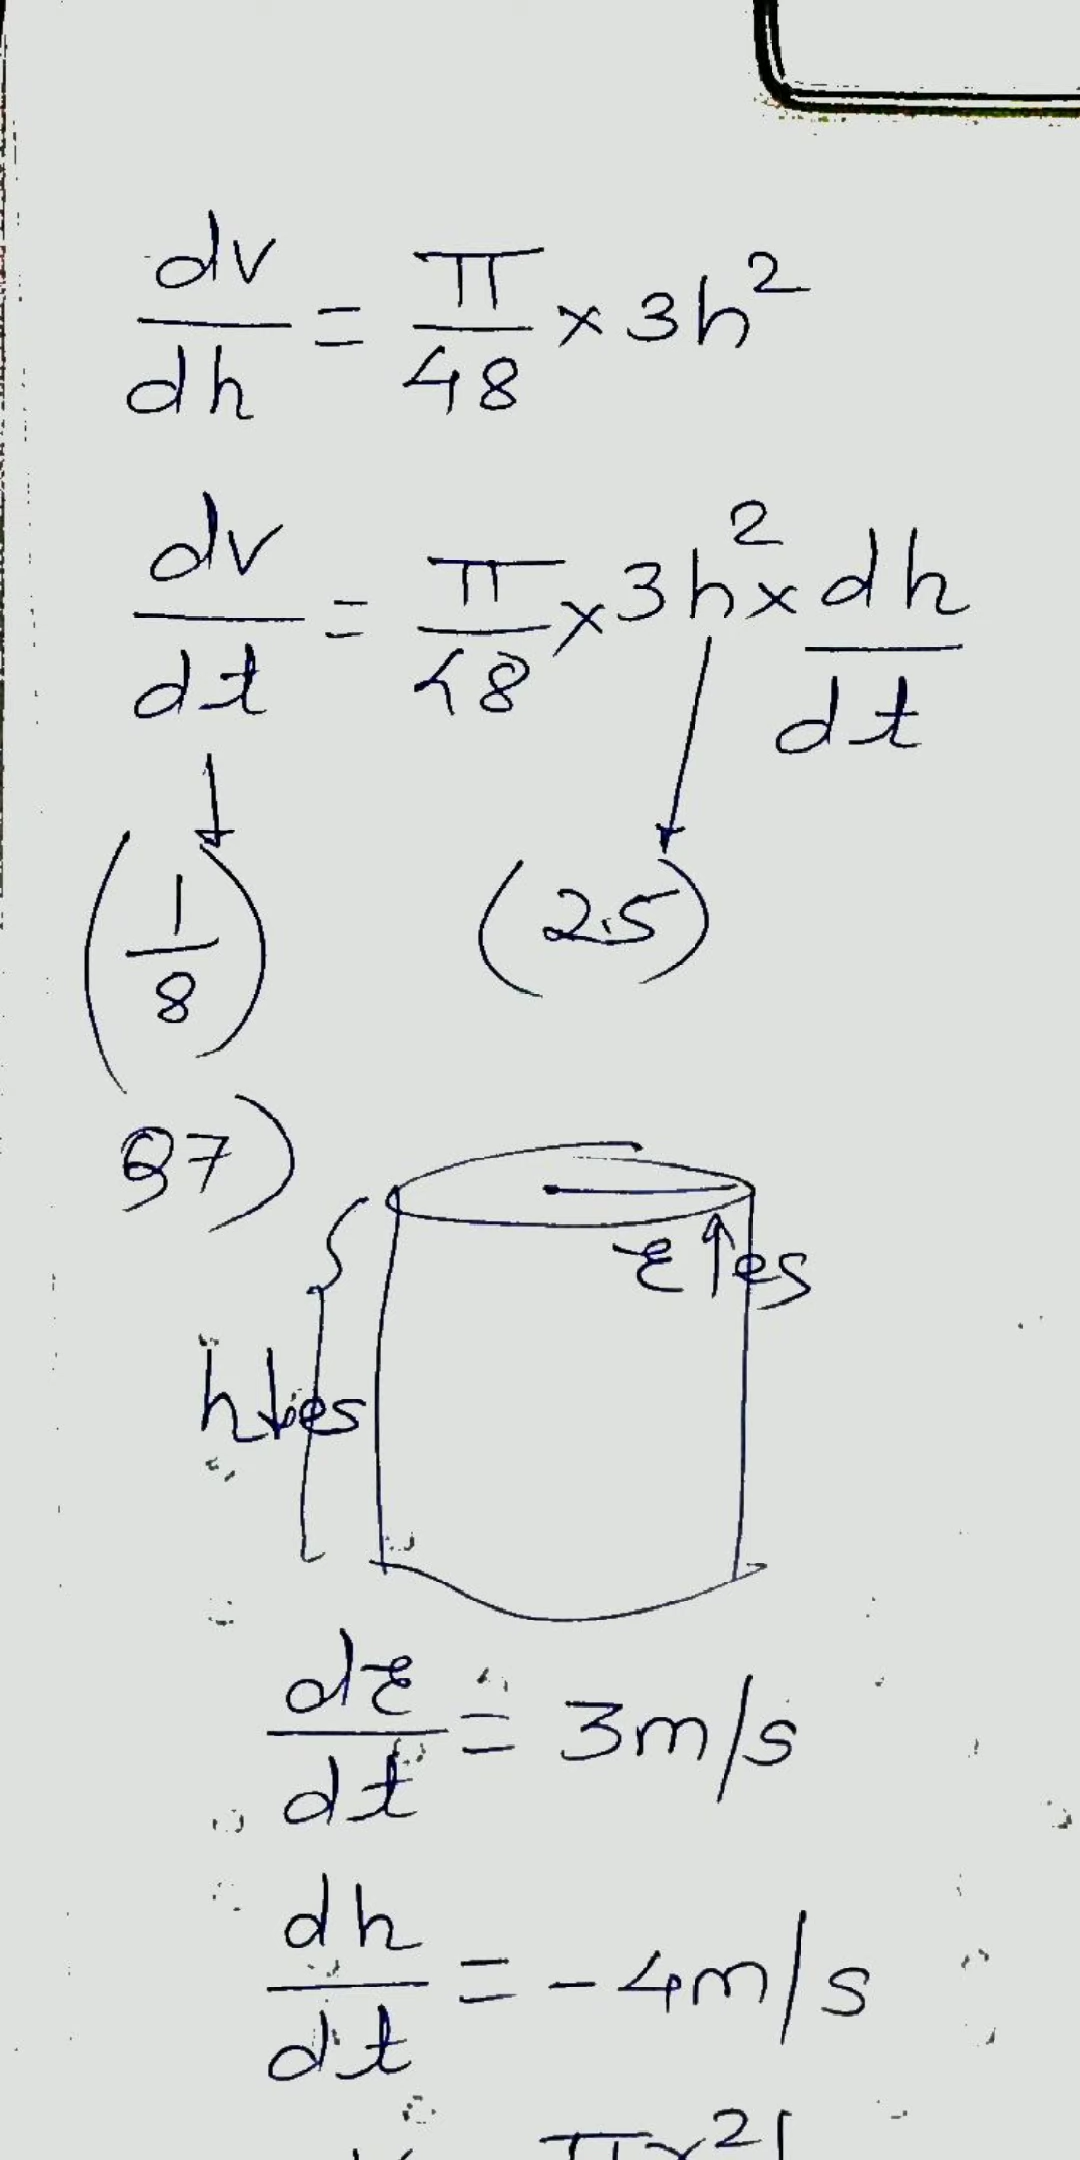 dv/dh = π/48 × 3h²
dv/dt = π/48 × 3h² × dh/dt
(1/8) (2.5)
Q7)
r↑es
h↓es
dr/dt = 3m/s
dh/dt = -4m/s